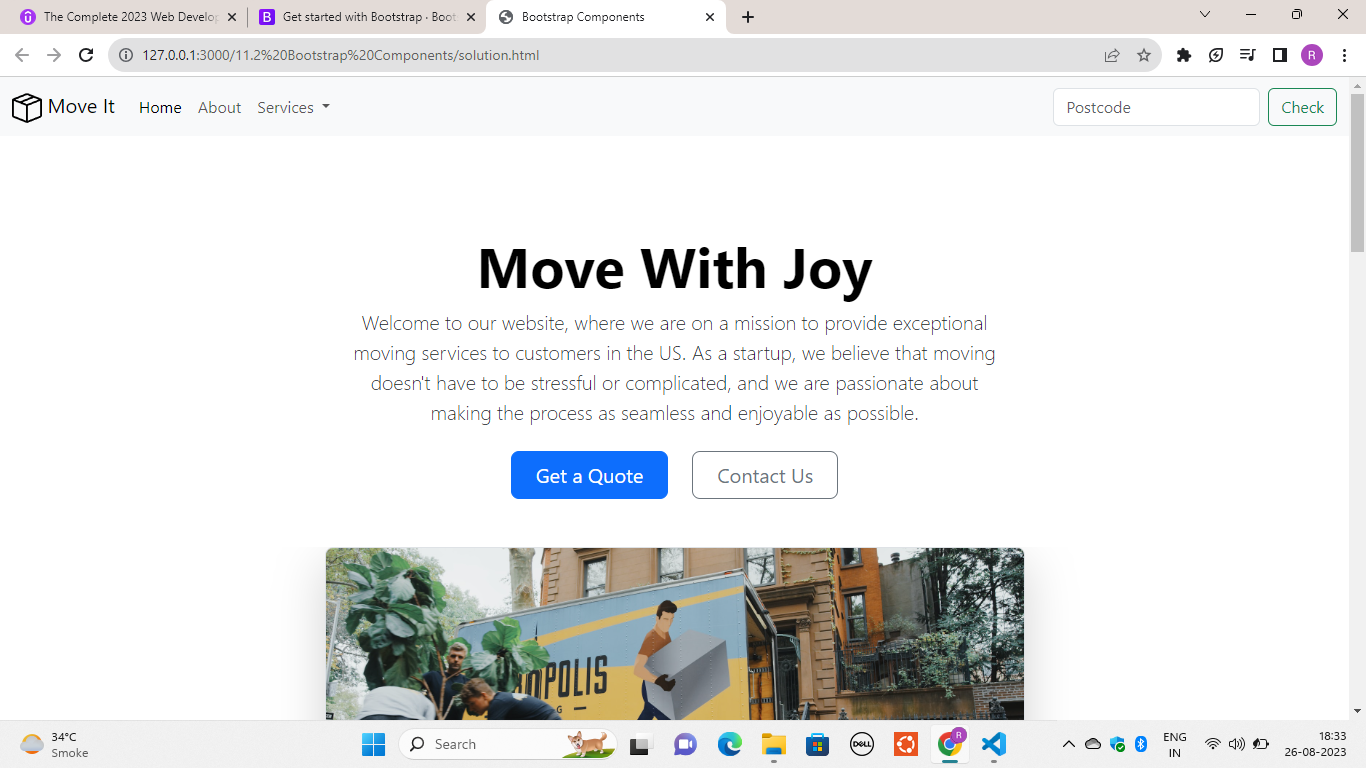 The Complete 2023 Web Develop
Get started with Bootstrap · Boot
Bootstrap Components
127.0.0.1:3000/11.2%20Bootstrap%20Components/solution.html
R
Move It
Home
About
Services
Postcode
Check
Move With Joy
Welcome to our website, where we are on a mission to provide exceptional
moving services to customers in the US. As a startup, we believe that moving
doesn't have to be stressful or complicated, and we are passionate about
making the process as seamless and enjoyable as possible.
Get a Quote
Contact Us
OPOLIS
34°C
Smoke
Search
DELL
R
ENG
IN
18:33
26-08-2023